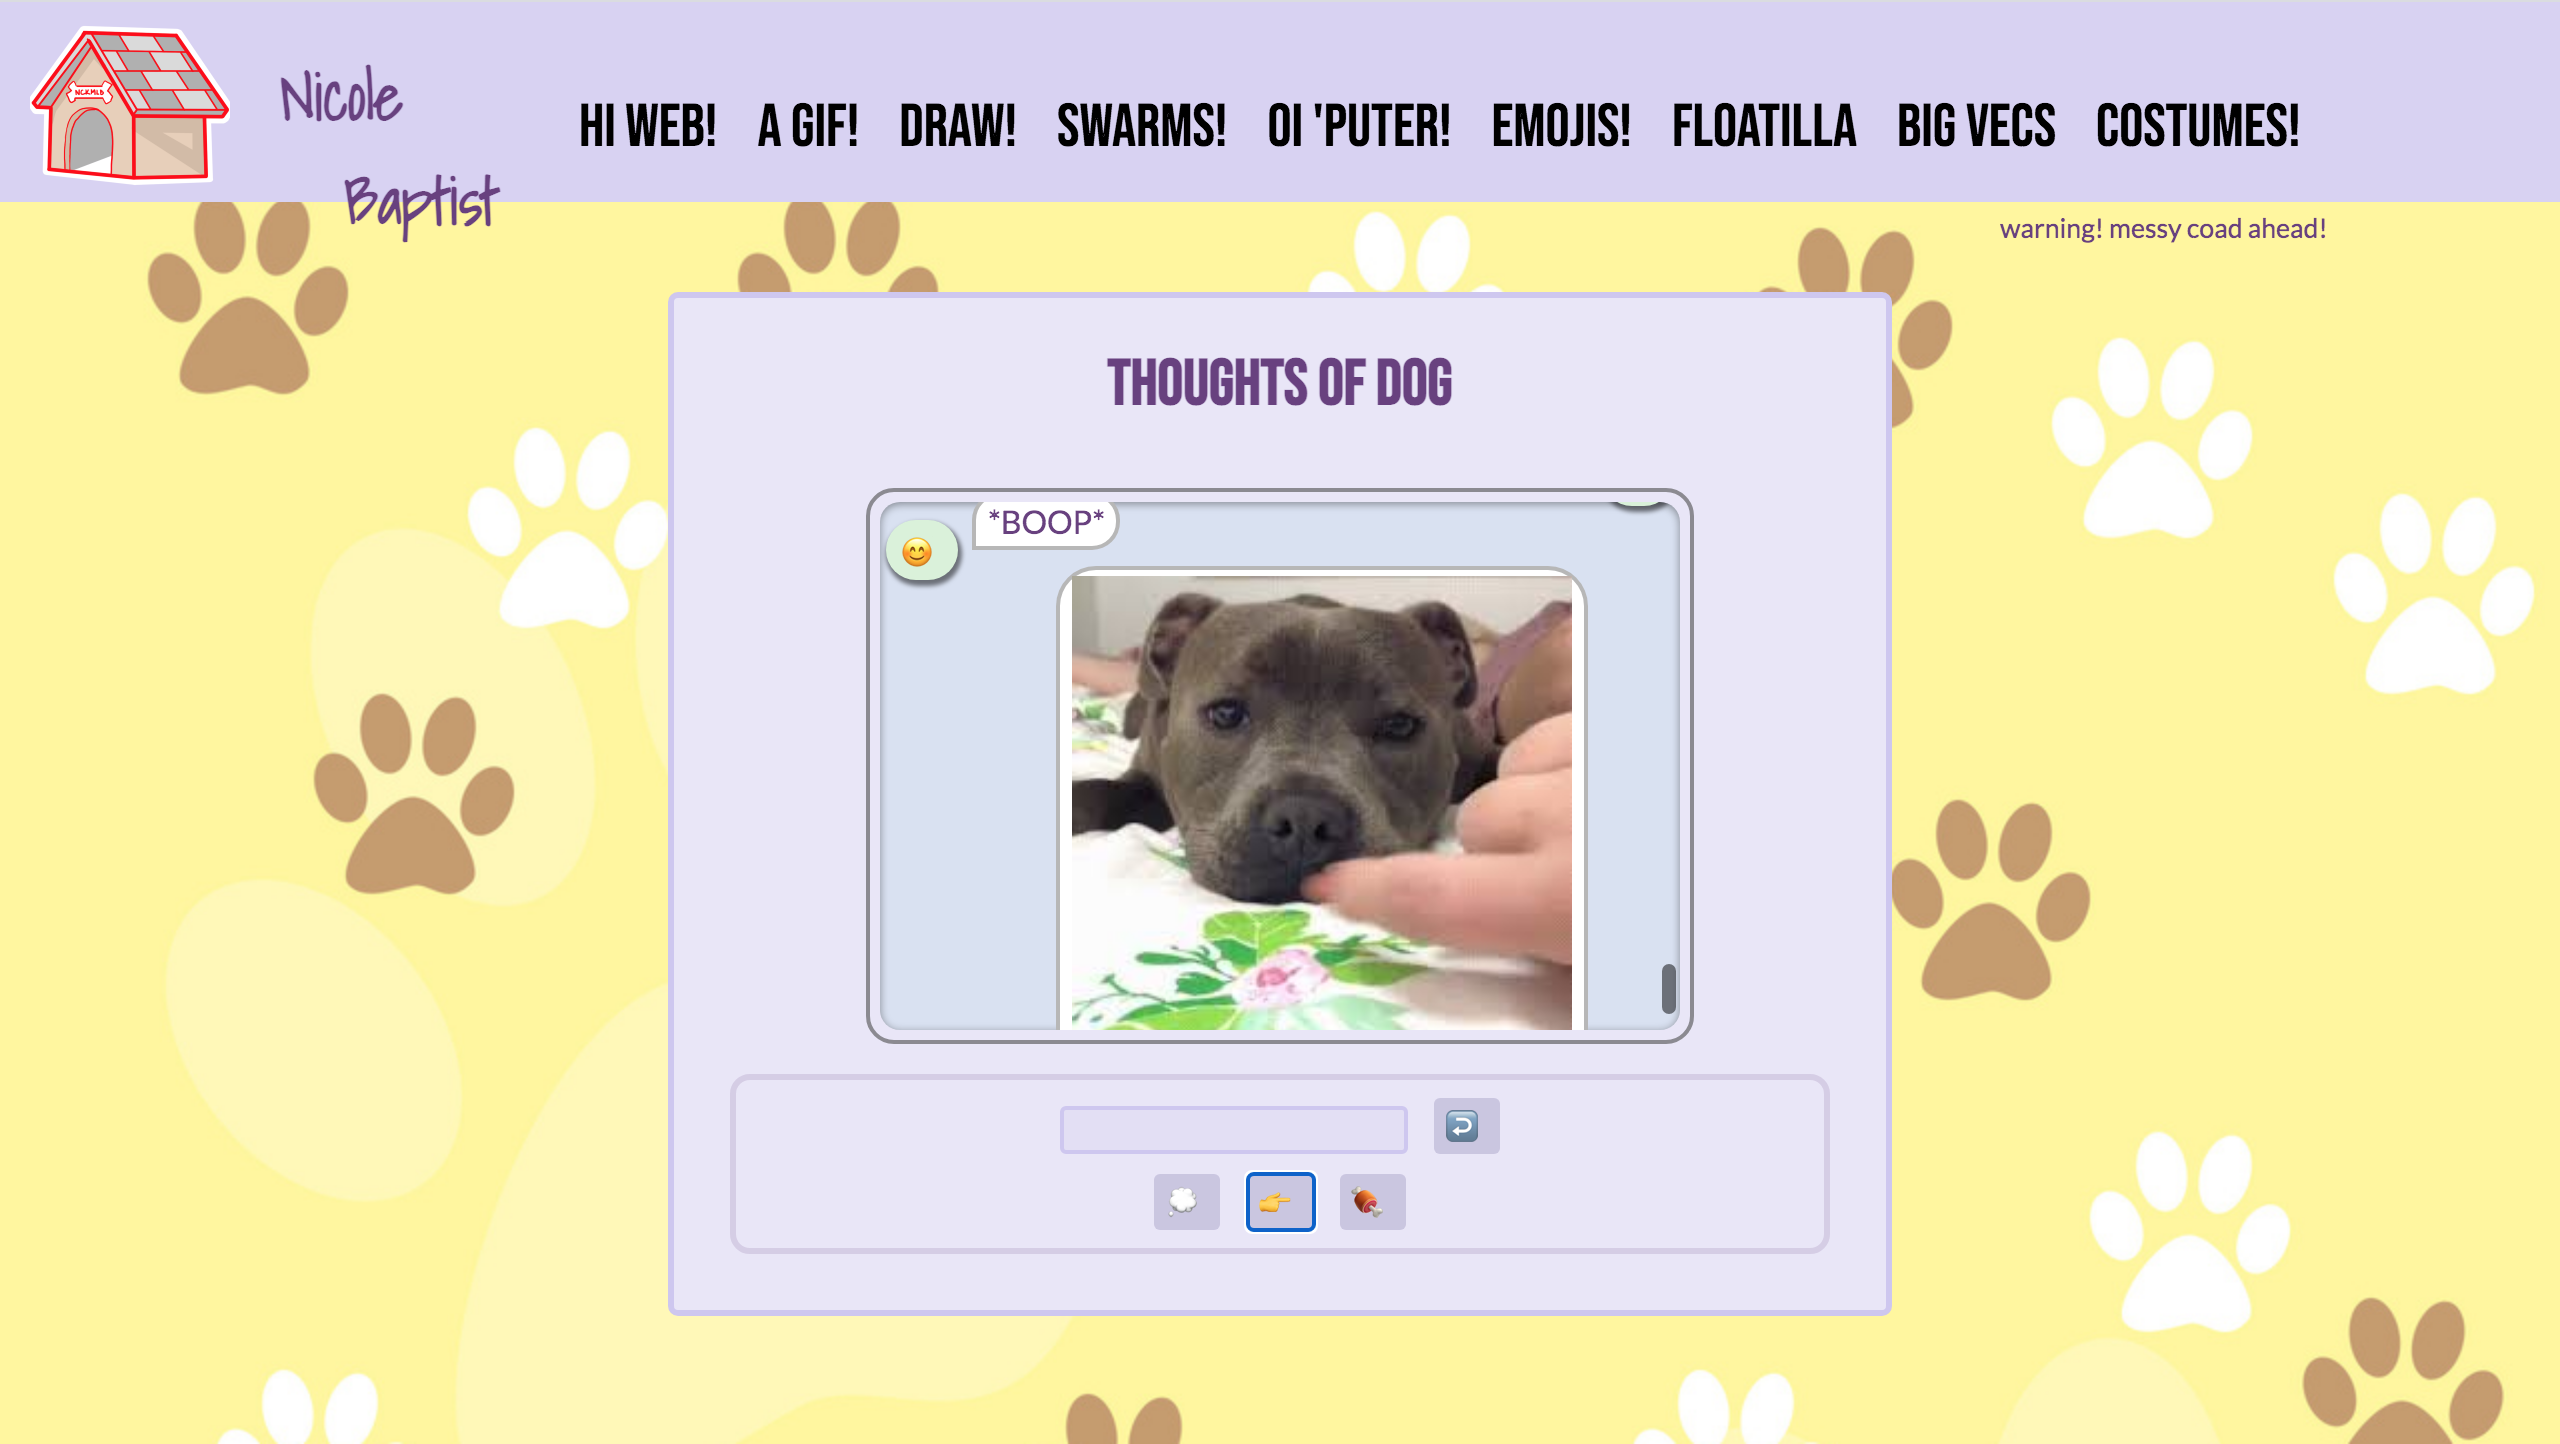 NCKMLB
Nicole
Baptist
HI WEB! A GIF! DRAW! SWARMS! OI 'PUTER! EMOJIS! FLOATILLA BIG VECS COSTUMES!
warning! messy coad ahead!
THOUGHTS OF DOG
*BOOP*